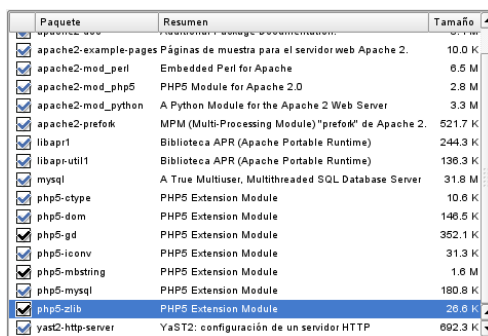 Paquete Resumen Tamaño
apache2-doc Additional Package Documentation.
apache2-example-pages Páginas de muestra para el servidor web Apache 2. 10.0 K
apache2-mod_perl Embedded Perl for Apache 6.5 M
apache2-mod_php5 PHP5 Module for Apache 2.0 2.8 M
apache2-mod_python A Python Module for the Apache 2 Web Server 3.3 M
apache2-prefork MPM (Multi-Processing Module) "prefork" de Apache 2. 521.7 K
libapr1 Biblioteca APR (Apache Portable Runtime) 244.3 K
libapr-util1 Biblioteca APR (Apache Portable Runtime) 136.3 K
mysql A True Multiuser, Multithreaded SQL Database Server 31.8 M
php5-ctype PHP5 Extension Module 10.6 K
php5-dom PHP5 Extension Module 146.5 K
php5-gd PHP5 Extension Module 352.1 K
php5-iconv PHP5 Extension Module 31.3 K
php5-mbstring PHP5 Extension Module 1.6 M
php5-mysql PHP5 Extension Module 180.8 K
php5-zlib PHP5 Extension Module 26.6 K
yast2-http-server YaST2: configuración de un servidor HTTP 692.3 K